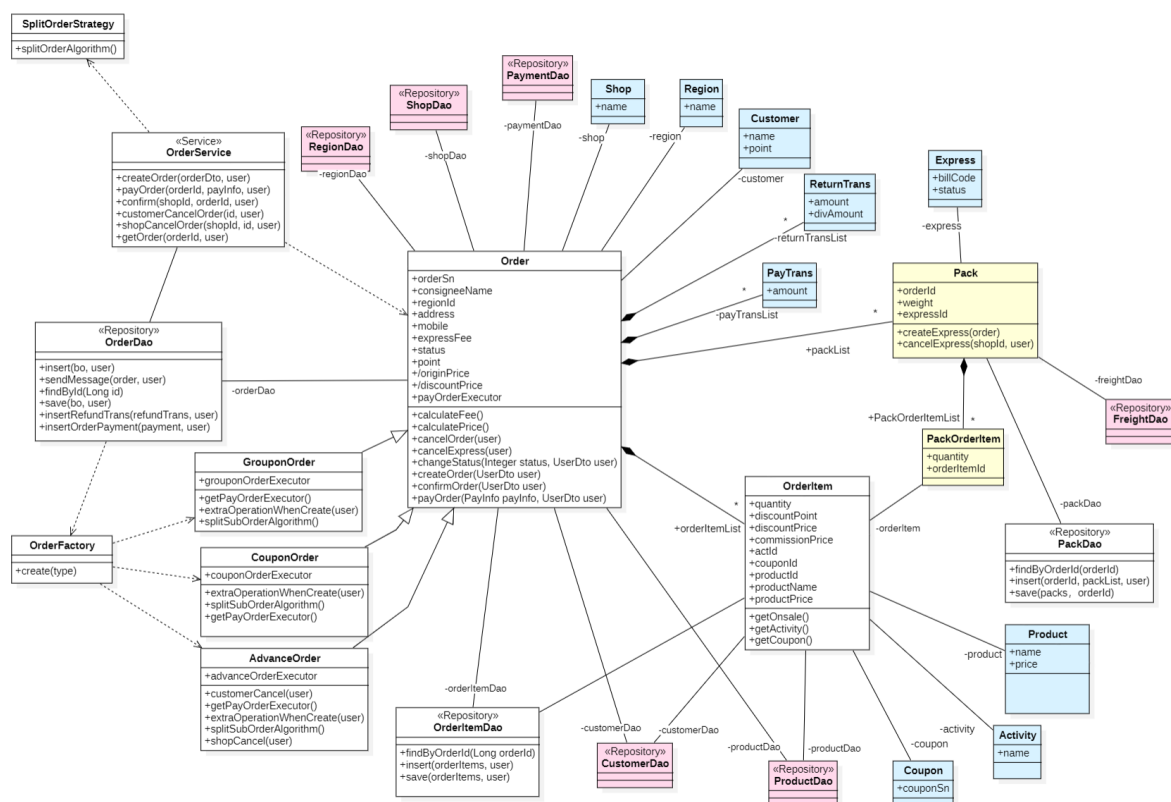 SplitOrderStrategy
+splitOrderAlgorithm()
«Service»
OrderService
+createOrder(orderDto, user)
+payOrder(orderId, payInfo, user)
+confirm(shopId, orderId, user)
+customerCancelOrder(id, user)
+shopCancelOrder(shopId, id, user)
+getOrder(orderId, user)
«Repository»
RegionDao
-regionDao
«Repository»
ShopDao
-shopDao
«Repository»
PaymentDao
-paymentDao
Shop
+name
-shop
Region
+name
-region
Customer
+name
+point
-customer
ReturnTrans
+amount
+divAmount
*
-returnTransList
PayTrans
+amount
*
-payTransList
Express
+billCode
+status
-express
Pack
+orderId
+weight
+expressId
+createExpress(order)
+cancelExpress(shopId, user)
*
+packList
Order
+orderSn
+consigneeName
+regionId
+address
+mobile
+expressFee
+status
+point
+/originPrice
+/discountPrice
+payOrderExecutor
+calculateFee()
+calculatePrice()
+cancelOrder(user)
+cancelExpress(user)
+changeStatus(Integer status, UserDto user)
+createOrder(UserDto user)
+confirmOrder(UserDto user)
+payOrder(PayInfo payInfo, UserDto user)
«Repository»
OrderDao
+insert(bo, user)
+sendMessage(order, user)
+findById(Long id)
+save(bo, user)
+insertRefundTrans(refundTrans, user)
+insertOrderPayment(payment, user)
-orderDao
-freightDao
«Repository»
FreightDao
+PackOrderItemList
*
PackOrderItem
+quantity
+orderItemId
GrouponOrder
+grouponOrderExecutor
+getPayOrderExecutor()
+extraOperationWhenCreate(user)
+splitSubOrderAlgorithm()
OrderFactory
+create(type)
CouponOrder
+couponOrderExecutor
+extraOperationWhenCreate(user)
+splitSubOrderAlgorithm()
+getPayOrderExecutor()
AdvanceOrder
+advanceOrderExecutor
+customerCancel(user)
+getPayOrderExecutor()
+extraOperationWhenCreate(user)
+splitSubOrderAlgorithm()
+shopCancel(user)
OrderItem
+quantity
+discountPoint
+discountPrice
+commissionPrice
+actId
+couponId
+productId
+productName
+productPrice
+getOnsale()
+getActivity()
+getCoupon()
*
+orderItemList
-orderItem
-packDao
«Repository»
PackDao
+findByOrderId(orderId)
+insert(orderId, packList, user)
+save(packs，orderId)
Product
+name
+price
-product
-orderItemDao
«Repository»
OrderItemDao
+findByOrderId(Long orderId)
+insert(orderItems, user)
+save(orderItems, user)
-customerDao
-customerDao
«Repository»
CustomerDao
-productDao
-productDao
«Repository»
ProductDao
-coupon
Coupon
+couponSn
-activity
Activity
+name